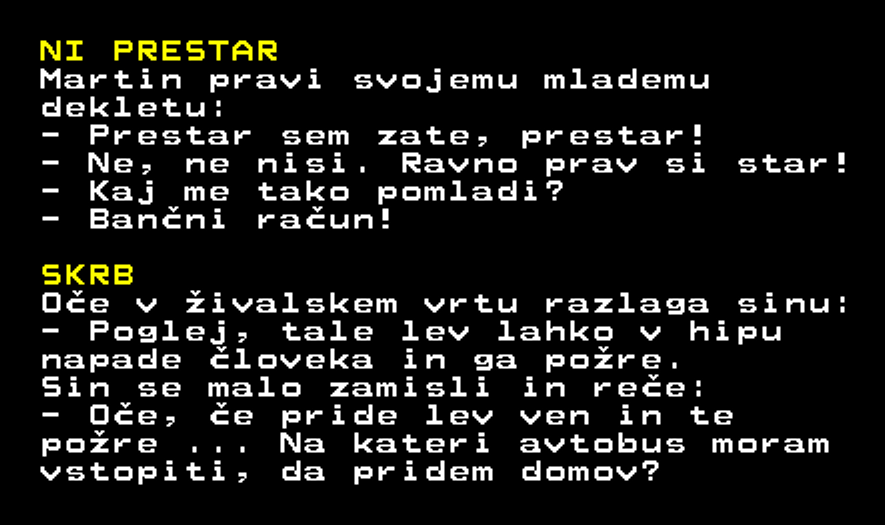 NI PRESTAR
Martin pravi svojemu mlademu
dekletu:
- Prestar sem zate, prestar!
- Ne, ne nisi. Ravno prav si star!
- Kaj me tako pomladi?
- Bančni račun!
SKRB
Oče v živalskem vrtu razlaga sinu:
- Poglej, tale lev lahko v hipu
napade človeka in ga požre.
Sin se malo zamisli in reče:
- Oče, če pride lev ven in te
požre ... Na kateri avtobus moram
vstopiti, da pridem domov?